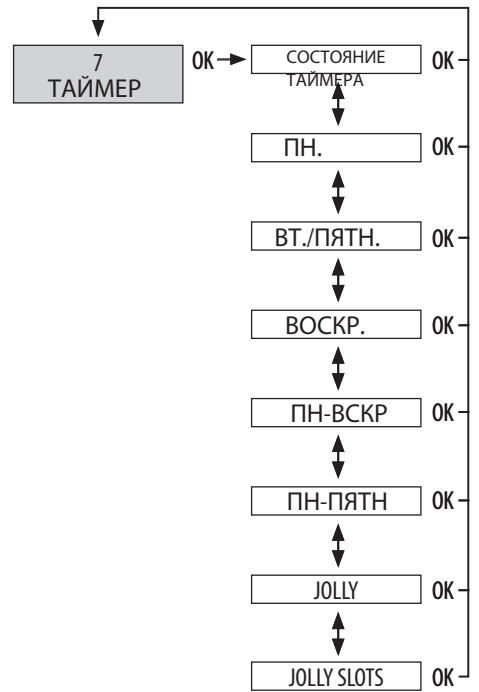 7
ТАЙМЕР
OK
СОСТОЯНИЕ
ТАЙМЕРА
OK
ПН.
OK
ВТ./ПЯТН.
OK
ВОСКР.
OK
ПН-ВСКР
OK
ПН-ПЯТН
OK
JOLLY
OK
JOLLY SLOTS
OK